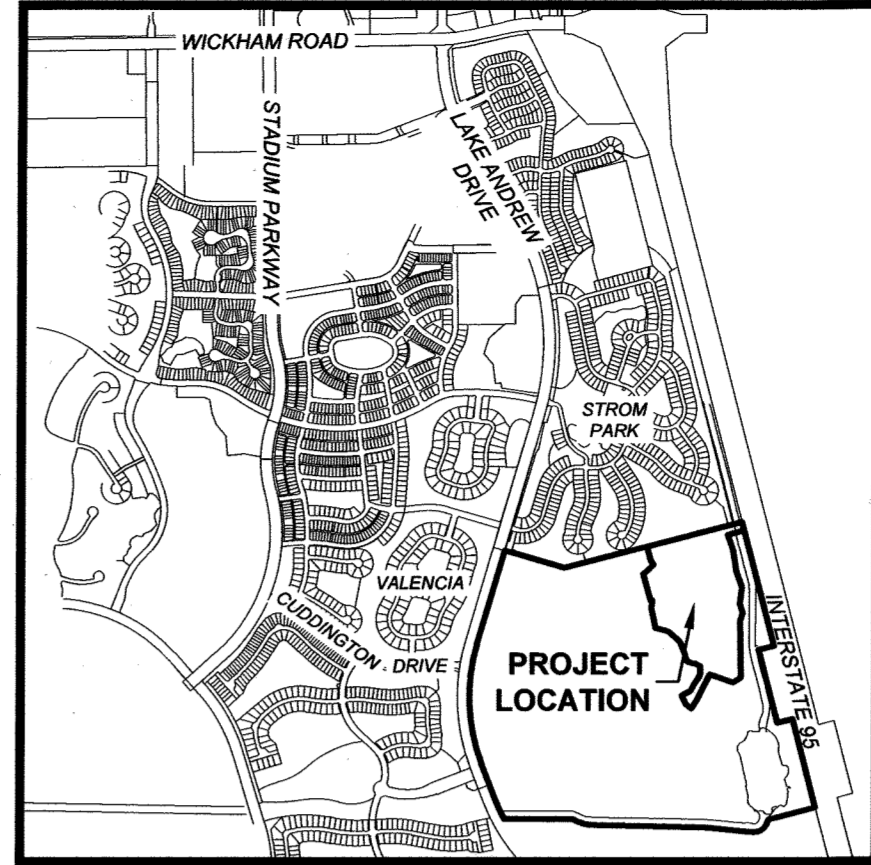 WICKHAM ROAD
STADIUM PARKWAY
LAKE ANDREW
DRIVE
STROM
PARK
VALENCIA
CUDDINGTON DRIVE
PROJECT
LOCATION
INTERSTATE 95